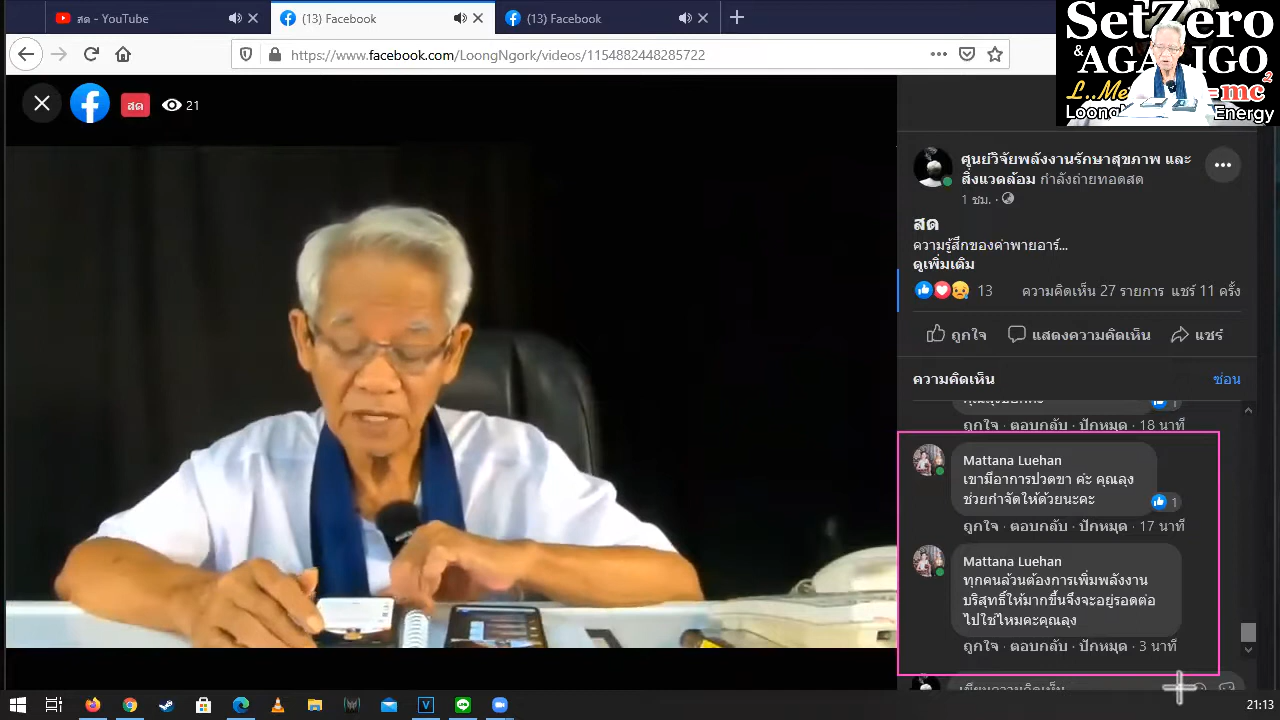 สด - YouTube
(13) Facebook
(13) Facebook
https://www.facebook.com/LoongNgork/videos/1154882448285722
SetZero
&
L..Me
=mc2
Energy
สด
21
ศูนย์วิจัยพลังงานรักษาสุขภาพ และ
สิ่งแวดล้อม กำลังถ่ายทอดสด
1 ชม. ·
สด
ความรู้สึกของค่าพายอาร์...
ดูเพิ่มเติม
13 ความคิดเห็น 27 รายการ แชร์ 11 ครั้ง
ถูกใจ แสดงความคิดเห็น แชร์
ความคิดเห็น ซ่อน
1
ถูกใจ · ตอบกลับ · ปักหมุด · 18 นาที
Mattana Luehan
เขามีอาการปวดขา ค่ะ คุณลุง
ช่วยกำจัดให้ด้วยนะคะ
1
ถูกใจ · ตอบกลับ · ปักหมุด · 17 นาที
Mattana Luehan
ทุกคนล้วนต้องการเพิ่มพลังงาน
บริสุทธิ์ให้มากขึ้นจึงจะอยู่รอดต่อ
ไปใช่ไหมคะคุณลุง
ถูกใจ · ตอบกลับ · ปักหมุด · 3 นาที
เขียนความคิดเห็น
21:13